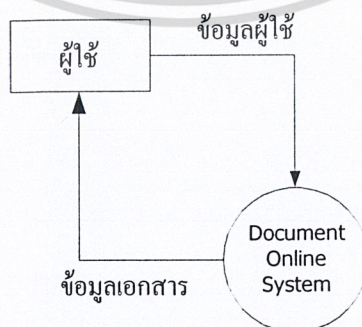 ข้อมูลผู้ใช้
ผู้ใช้
Document
Online
System
ข้อมูลเอกสาร